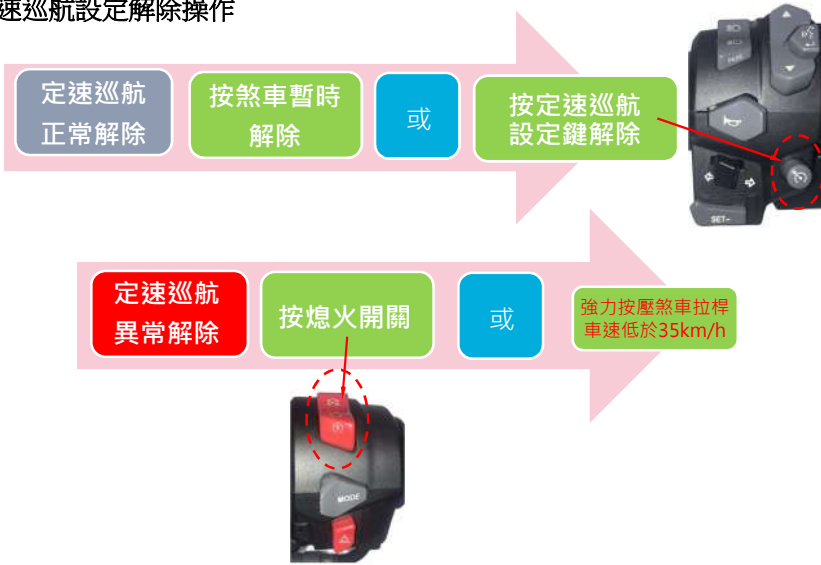 速巡航設定解除操作
定速巡航
正常解除
按煞車暫時
解除
或
按定速巡航
設定鍵解除
SET-
定速巡航
異常解除
按熄火開關
或
強力按壓煞車拉桿
車速低於35km/h
MODE